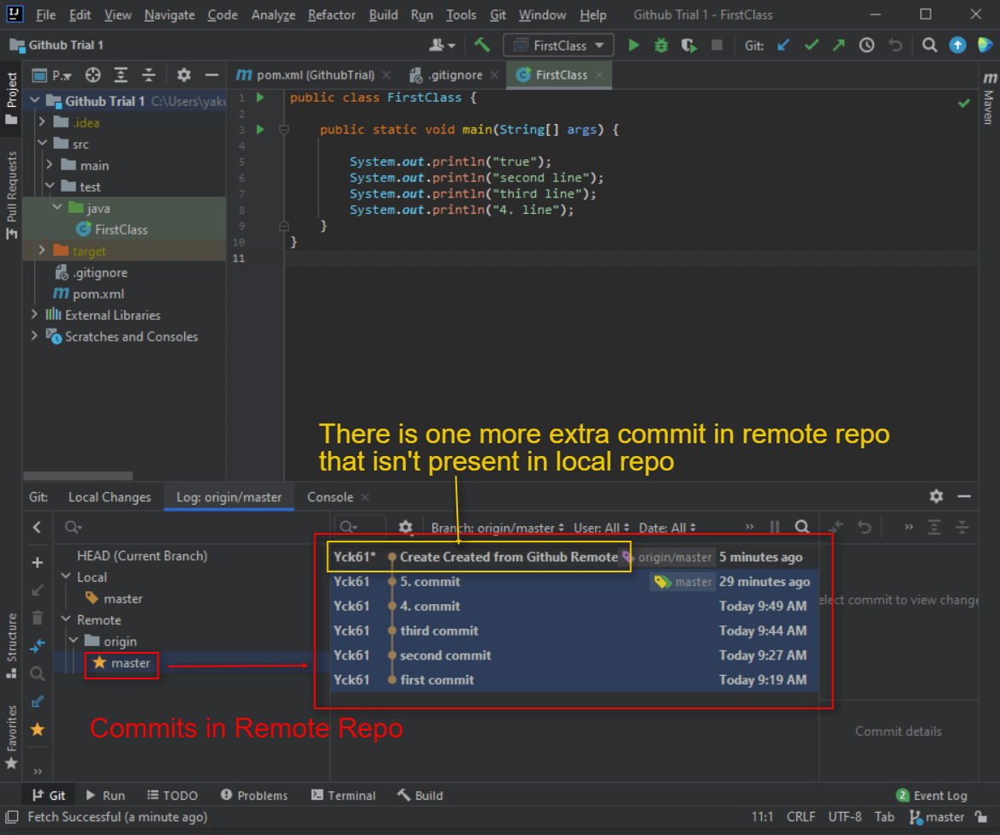 File Edit View Navigate Code Analyze Refactor Build Run Tools Git Window Help Github Trial 1 - FirstClass
Github Trial 1
FirstClass
Git:
Project
Pull Requests
Structure
Favorites
Maven
P..
pom.xml (GithubTrial)
.gitignore
FirstClass
Github Trial 1 C:\Users\yaku
.idea
src
main
test
java
FirstClass
target
.gitignore
pom.xml
External Libraries
Scratches and Consoles
1 public class FirstClass {
2
3 public static void main(String[] args) {
4
5 System.out.println("true");
6 System.out.println("second line");
7 System.out.println("third line");
8 System.out.println("4. line");
9 }
10 }
11
There is one more extra commit in remote repo
that isn't present in local repo
Git: Local Changes Log: origin/master Console
HEAD (Current Branch)
Local
master
Remote
origin
master
Branch: origin/master User: All Date: All
Yck61* Create Created from Github Remote origin/master 5 minutes ago
Yck61 5. commit master 29 minutes ago
Yck61 4. commit Today 9:49 AM
Yck61 third commit Today 9:44 AM
Yck61 second commit Today 9:27 AM
Yck61 first commit Today 9:19 AM
elect commit to view change
Commit details
Commits in Remote Repo
Git Run TODO Problems Terminal Build 2 Event Log
Fetch Successful (a minute ago) 11:1 CRLF UTF-8 Tab master